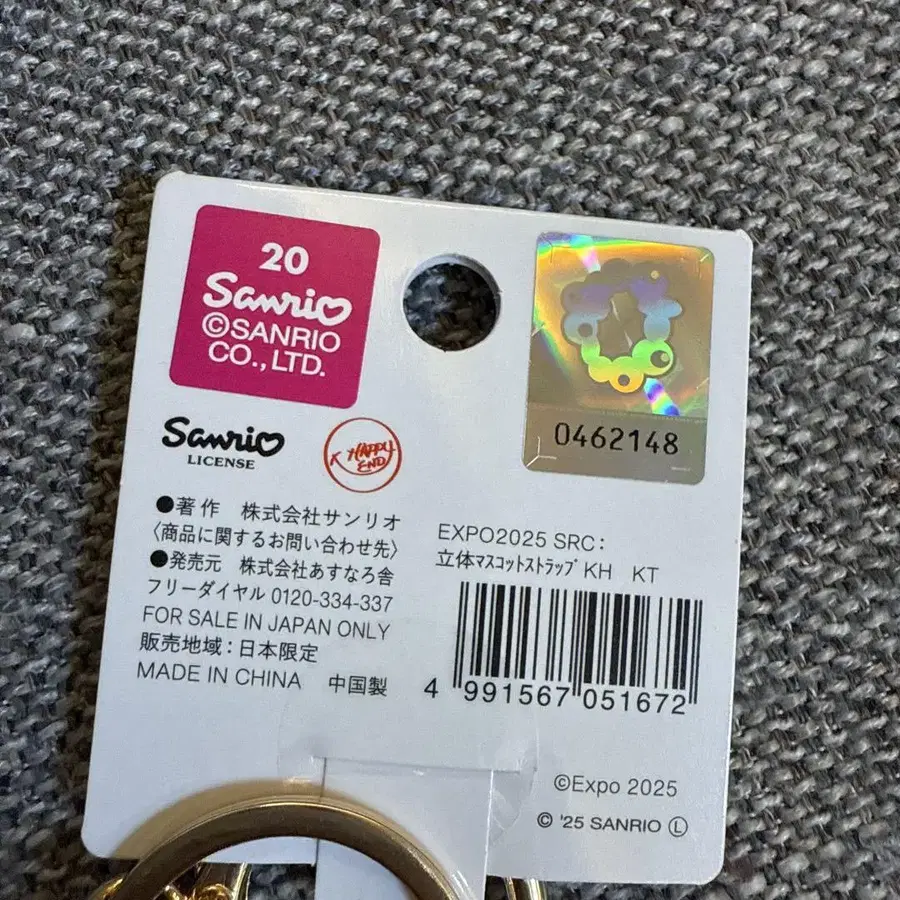 20
Sanrio
©SANRIO
CO.,LTD.
Sanrio
LICENSE
K HAPPY
END
●著作 株式会社サンリオ
〈商品に関するお問い合わせ先〉
●発売元 株式会社あすなろ舎
フリーダイヤル 0120-334-337
FOR SALE IN JAPAN ONLY
販売地域：日本限定
MADE IN CHINA 中国製
0462148
EXPO2025 SRC：
立体ﾏｽｺｯﾄｽﾄﾗｯﾌﾟ KH KT
4 991567 051672
©Expo 2025
© '25 SANRIO Ⓛ